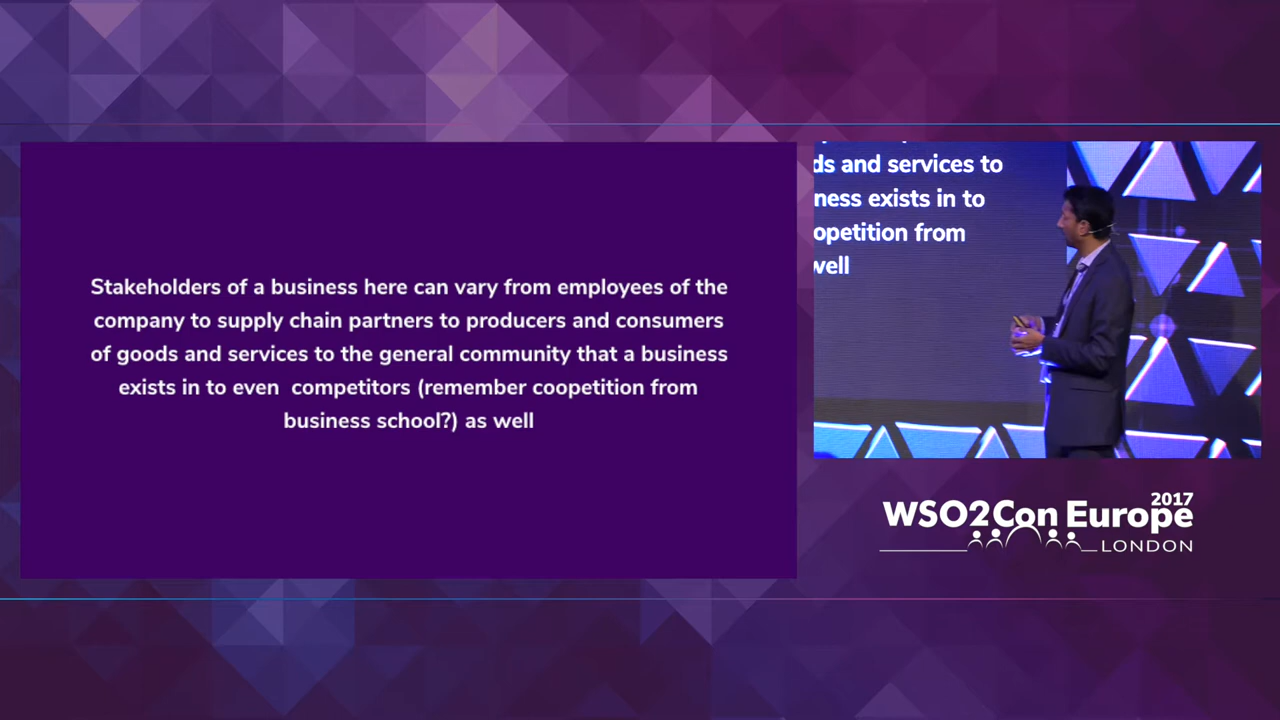 Stakeholders of a business here can vary from employees of the
company to supply chain partners to producers and consumers
of goods and services to the general community that a business
exists in to even  competitors (remember coopetition from
business school?) as well
ds and services to
ness exists in to
opetition from
well
2017
WSO2Con Europe
LONDON